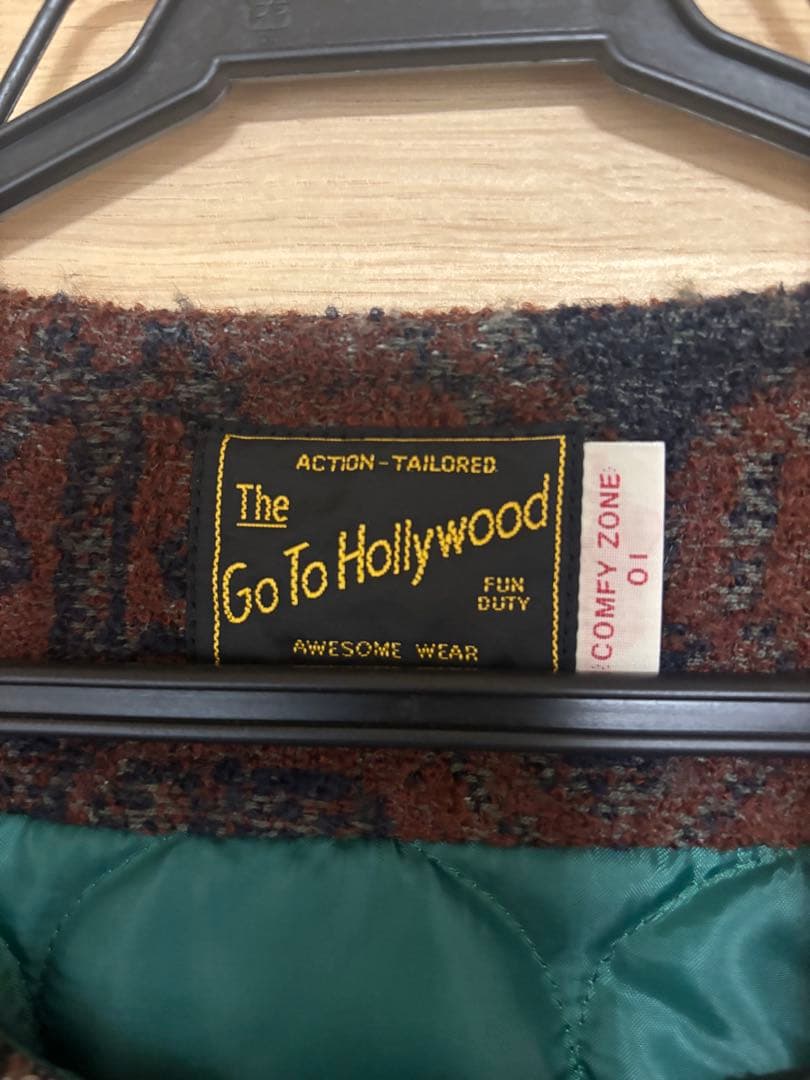 ACTION-TAILORED
The
Go To Hollywood
FUN
DUTY
AWESOME WEAR
COMFY ZONE:
01